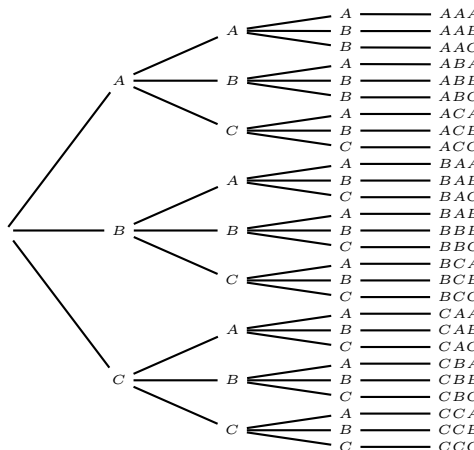 A AAA
A B AAB
B AAC
A ABA
A B B ABB
B ABC
A ACA
C B ACB
C ACC
A BAA
A B BAB
C BAC
A BAB
B B B BBB
C BBC
A BCA
C B BCB
C BCC
A CAA
A B CAB
C CAC
A CBA
C B B CBB
C CBC
A CCA
C B CCB
C CCC